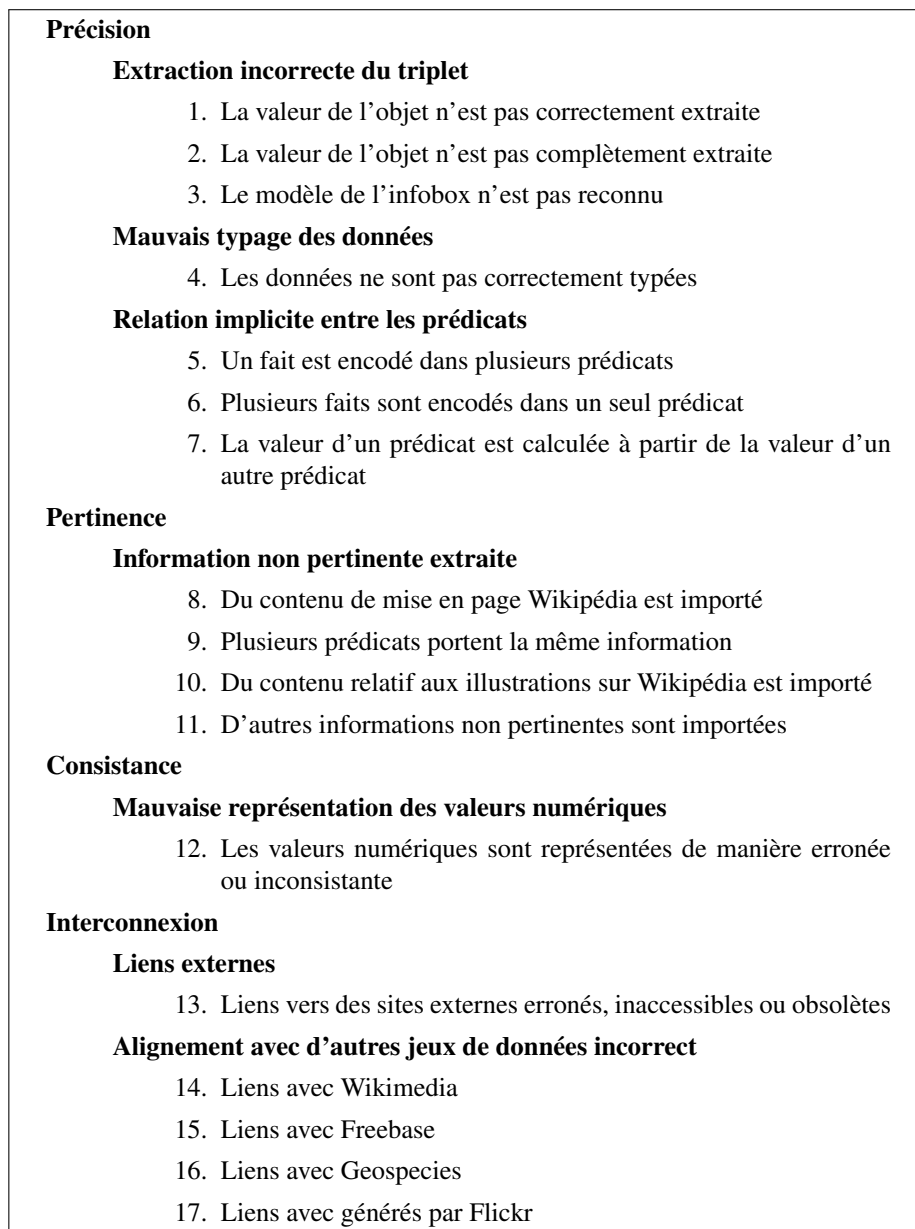 Précision
Extraction incorrecte du triplet
1. La valeur de l’objet n’est pas correctement extraite
2. La valeur de l’objet n’est pas complètement extraite
3. Le modèle de l’infobox n’est pas reconnu
Mauvais typage des données
4. Les données ne sont pas correctement typées
Relation implicite entre les prédicats
5. Un fait est encodé dans plusieurs prédicats
6. Plusieurs faits sont encodés dans un seul prédicat
7. La valeur d’un prédicat est calculée à partir de la valeur d’un
autre prédicat
Pertinence
Information non pertinente extraite
8. Du contenu de mise en page Wikipédia est importé
9. Plusieurs prédicats portent la même information
10. Du contenu relatif aux illustrations sur Wikipédia est importé
11. D’autres informations non pertinentes sont importées
Consistance
Mauvaise représentation des valeurs numériques
12. Les valeurs numériques sont représentées de manière erronée
ou inconsistante
Interconnexion
Liens externes
13. Liens vers des sites externes erronés, inaccessibles ou obsolètes
Alignement avec d’autres jeux de données incorrect
14. Liens avec Wikimedia
15. Liens avec Freebase
16. Liens avec Geospecies
17. Liens avec générés par Flickr